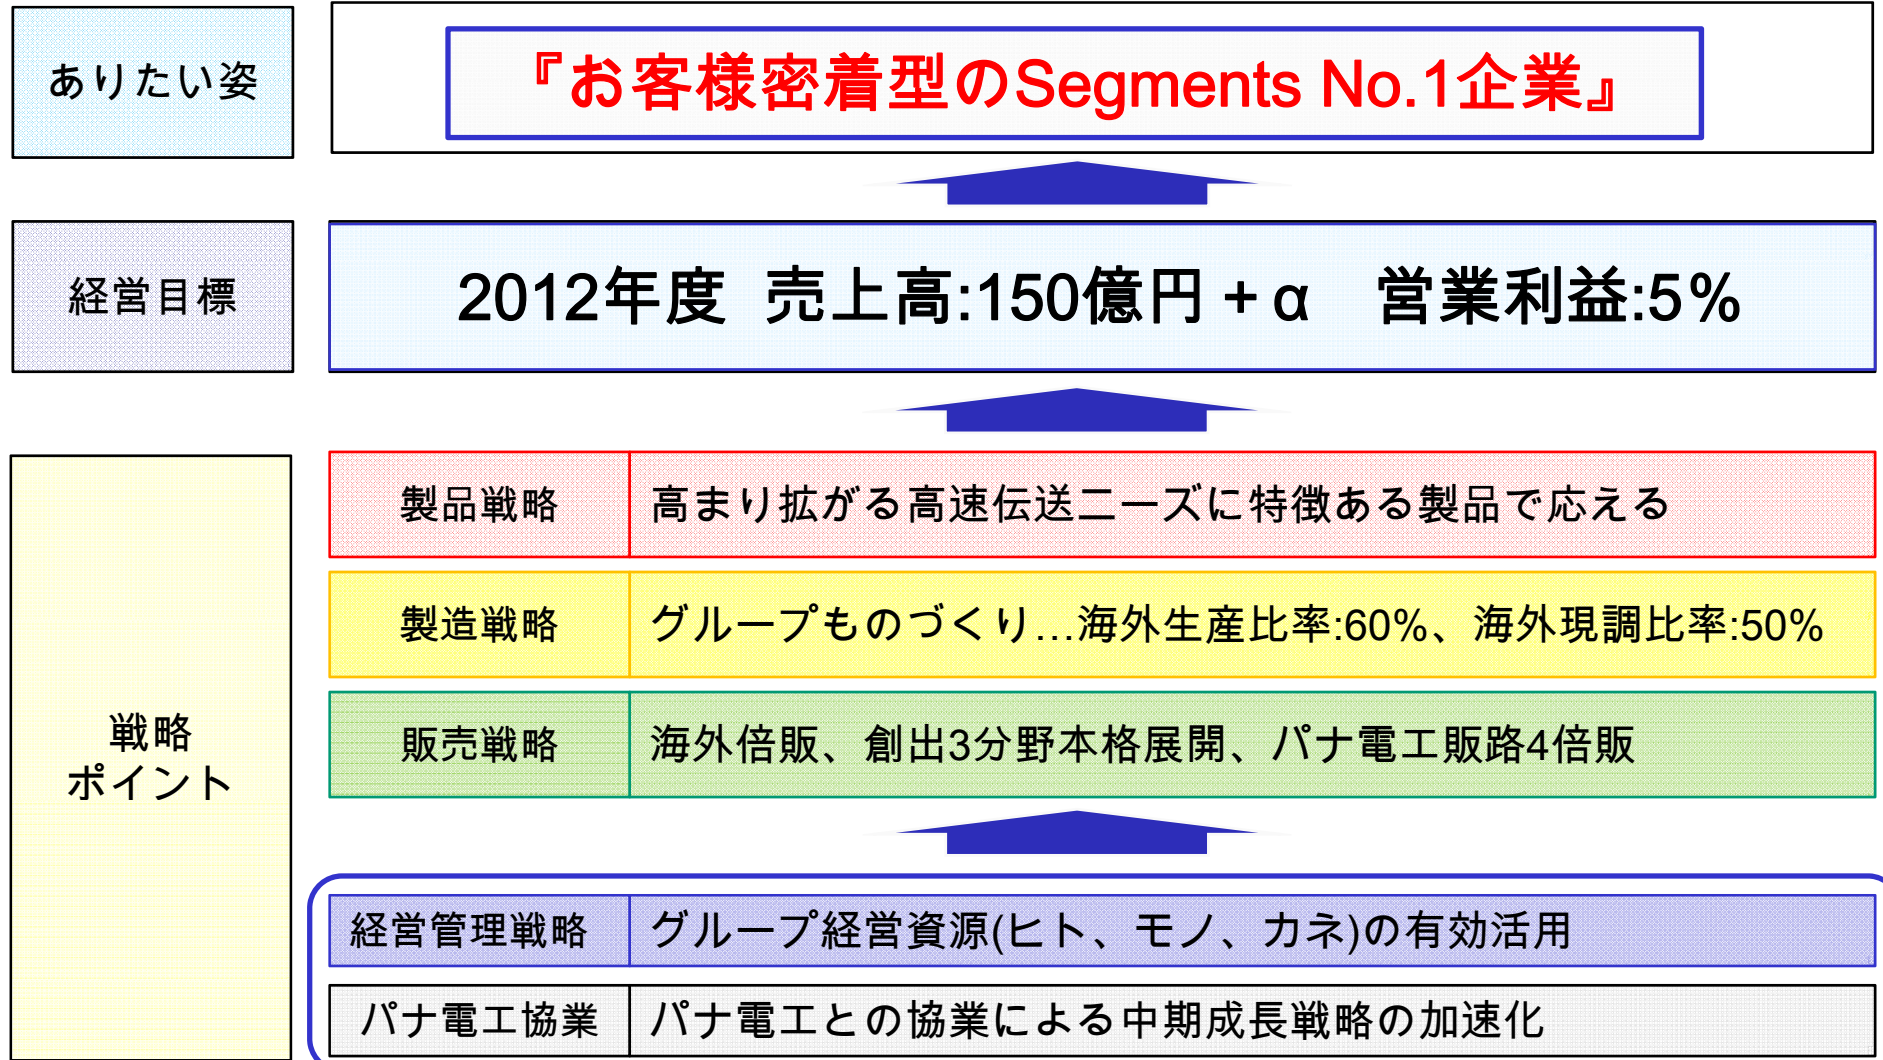 ありたい姿
『お客様密着型のSegments No.1企業』
経営目標
2012年度 売上高:150億円+α 営業利益:5%
戦略
ポイント
製品戦略
高まり拡がる高速伝送ニーズに特徴ある製品で応える
製造戦略
グループものづくり…海外生産比率:60%、海外現調比率:50%
販売戦略
海外倍販、創出3分野本格展開、パナ電工販路4倍販
経営管理戦略
グループ経営資源(ヒト、モノ、カネ)の有効活用
パナ電工協業
パナ電工との協業による中期成長戦略の加速化